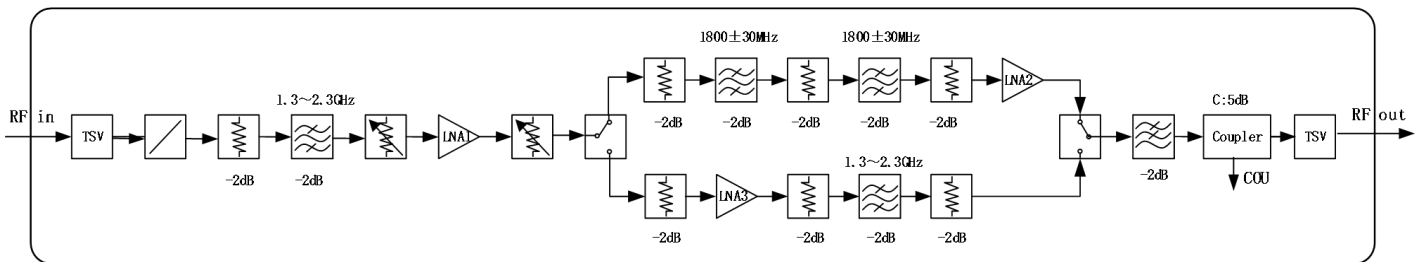 1800±30MHz
1800±30MHz
LNA2
-2dB
-2dB
-2dB
-2dB
-2dB
RF in
TSV
1.3~2.3GHz
-2dB
-2dB
LNA1
C:5dB
-2dB
Coupler
COU
TSV
RF out
1.3~2.3GHz
LNA3
-2dB
-2dB
-2dB
-2dB